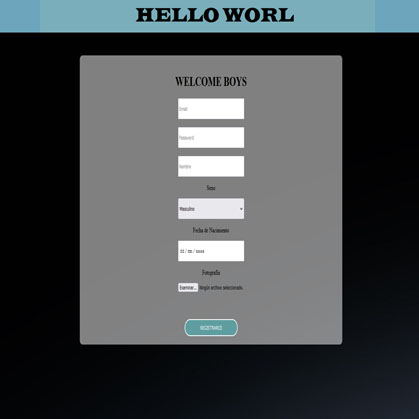 HELLO WORL
WELCOME BOYS
Email
Password
Nombre
Sexo
Masculino
Fecha de Nacimiento
dd / mm / aaaa
Fotografía
Examinar... Ningún archivo seleccionado.
REGISTRARSE